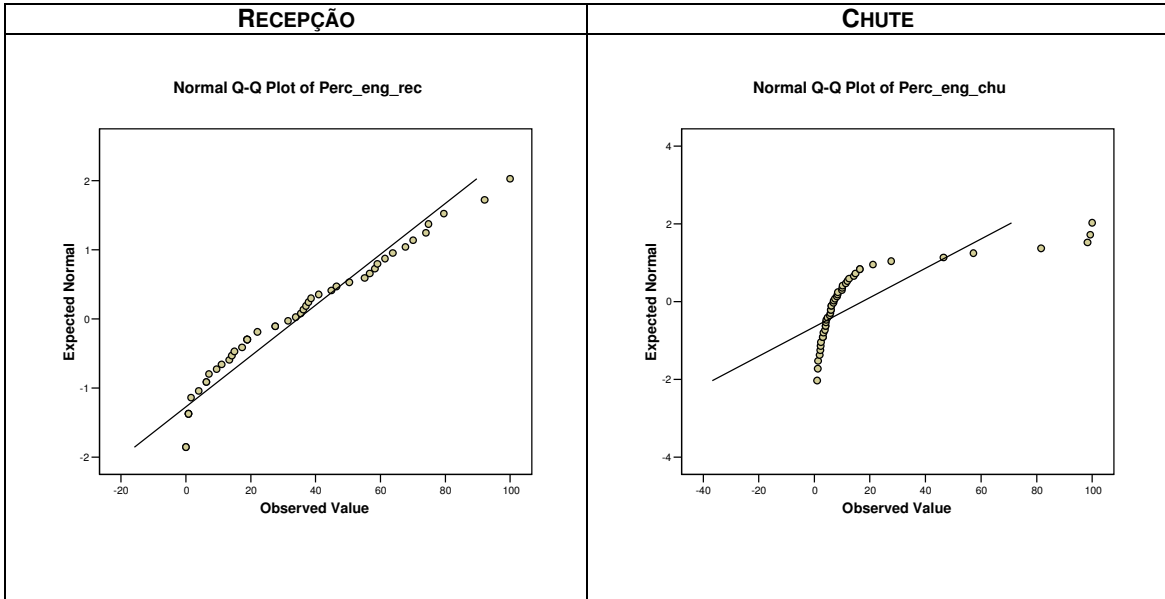 RECEPÇÃO
CHUTE
Normal Q-Q Plot of Perc_eng_rec
Expected Normal
2
1
0
-1
-2
-20 0 20 40 60 80 100
Observed Value
Normal Q-Q Plot of Perc_eng_chu
Expected Normal
4
2
0
-2
-4
-40 -20 0 20 40 60 80 100
Observed Value